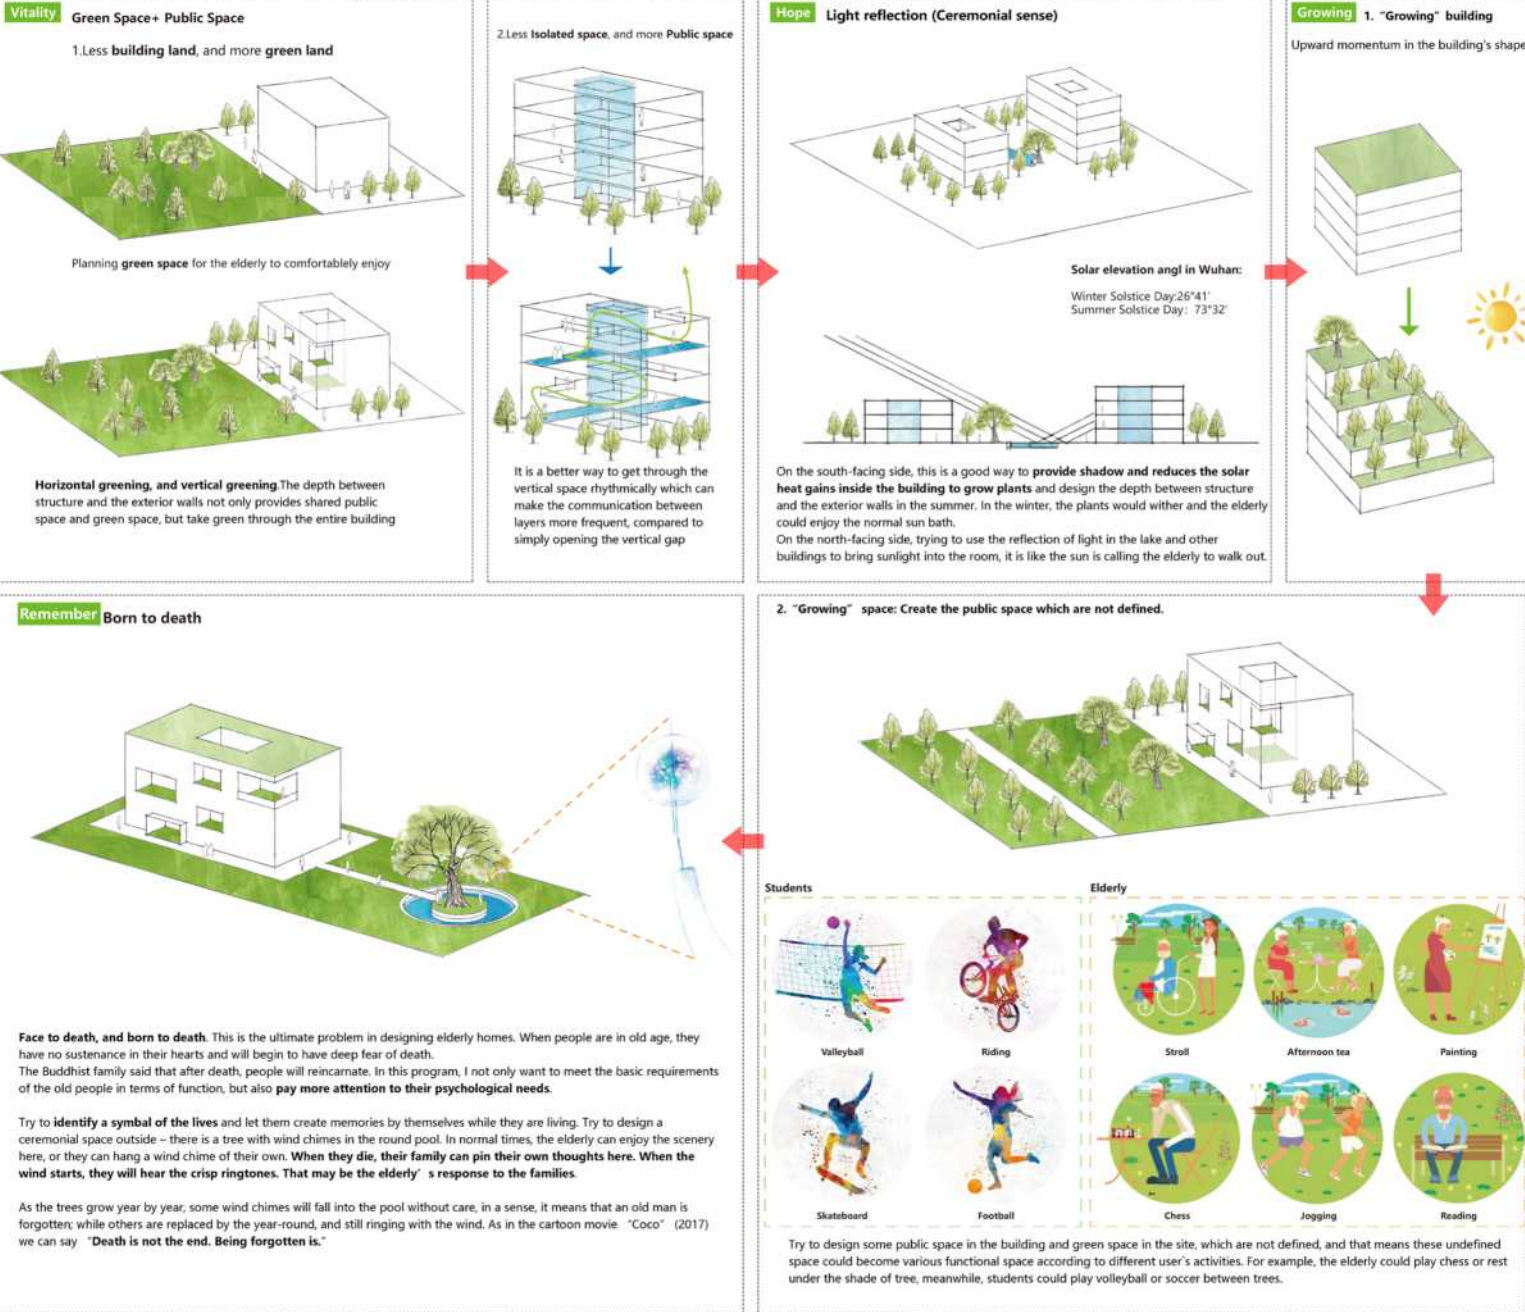 Vitality
Green Space+ Public Space
1.Less building land, and more green land
Planning green space for the elderly to comfortablely enjoy
Horizontal greening, and vertical greening.The depth between
structure and the exterior walls not only provides shared public
space and green space, but take green through the entire building
2.Less Isolated space, and more Public space
It is a better way to get through the
vertical space rhythmically which can
make the communication between
layers more frequent, compared to
simply opening the vertical gap
Hope
Light reflection (Ceremonial sense)
Solar elevation angl in Wuhan:
Winter Solstice Day:26°41'
Summer Solstice Day: 73°32'
On the south-facing side, this is a good way to provide shadow and reduces the solar
heat gains inside the building to grow plants and design the depth between structure
and the exterior walls in the summer. In the winter, the plants would wither and the elderly
could enjoy the normal sun bath.
On the north-facing side, trying to use the reflection of light in the lake and other
buildings to bring sunlight into the room, it is like the sun is calling the elderly to walk out.
Growing
1. "Growing" building
Upward momentum in the building's shape
2. "Growing" space: Create the public space which are not defined.
Students
Elderly
Valleyball
Riding
Stroll
Afternoon tea
Painting
Skateboard
Football
Chess
Jogging
Reading
Try to design some public space in the building and green space in the site, which are not defined, and that means these undefined
space could become various functional space according to different user's activities. For example, the elderly could play chess or rest
under the shade of tree, meanwhile, students could play volleyball or soccer between trees.
Remember
Born to death
Face to death, and born to death. This is the ultimate problem in designing elderly homes. When people are in old age, they
have no sustenance in their hearts and will begin to have deep fear of death.
The Buddhist family said that after death, people will reincarnate. In this program, I not only want to meet the basic requirements
of the old people in terms of function, but also pay more attention to their psychological needs.
Try to identify a symbol of the lives and let them create memories by themselves while they are living. Try to design a
ceremonial space outside – there is a tree with wind chimes in the round pool. In normal times, the elderly can enjoy the scenery
here, or they can hang a wind chime of their own. When they die, their family can pin their own thoughts here. When the
wind starts, they will hear the crisp ringtones. That may be the elderly' s response to the families.
As the trees grow year by year, some wind chimes will fall into the pool without care, in a sense, it means that an old man is
forgotten; while others are replaced by the year-round, and still ringing with the wind. As in the cartoon movie "Coco" (2017)
we can say "Death is not the end. Being forgotten is."